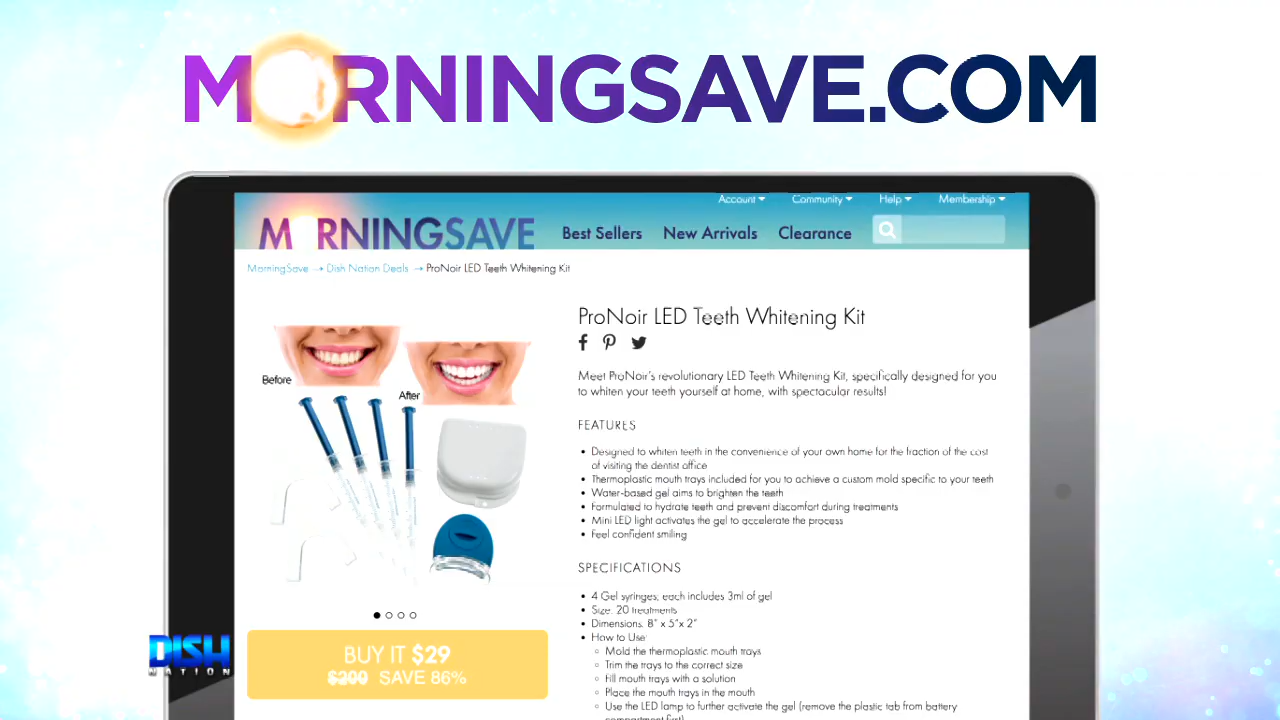 MORNINGSAVE.COM
Account Community Help Membership
MORNINGSAVE Best Sellers New Arrivals Clearance
MorningSave → Dish Nation Deals → ProNoir LED Teeth Whitening Kit
Before
After
BUY IT $29
$200 SAVE 86%
ProNoir LED Teeth Whitening Kit
Meet ProNoir's revolutionary LED Teeth Whitening Kit, specifically designed for you
to whiten your teeth yourself at home, with spectacular results!
FEATURES
• Designed to whiten teeth in the convenience of your own home for the fraction of the cost
of visiting the dentist office
• Thermoplastic mouth trays included for you to achieve a custom mold specific to your teeth
• Water-based gel aims to brighten the teeth
• Formulated to hydrate teeth and prevent discomfort during treatments
• Mini LED light activates the gel to accelerate the process
• Feel confident smiling
SPECIFICATIONS
• 4 Gel syringes; each includes 3ml of gel
• Size: 20 treatments
• Dimensions: 8" x 5"x 2"
• How to Use:
○ Mold the thermoplastic mouth trays
○ Trim the trays to the correct size
○ Fill mouth trays with a solution
○ Place the mouth trays in the mouth
○ Use the LED lamp to further activate the gel (remove the plastic tab from battery
compartment first)
DISH
NATION